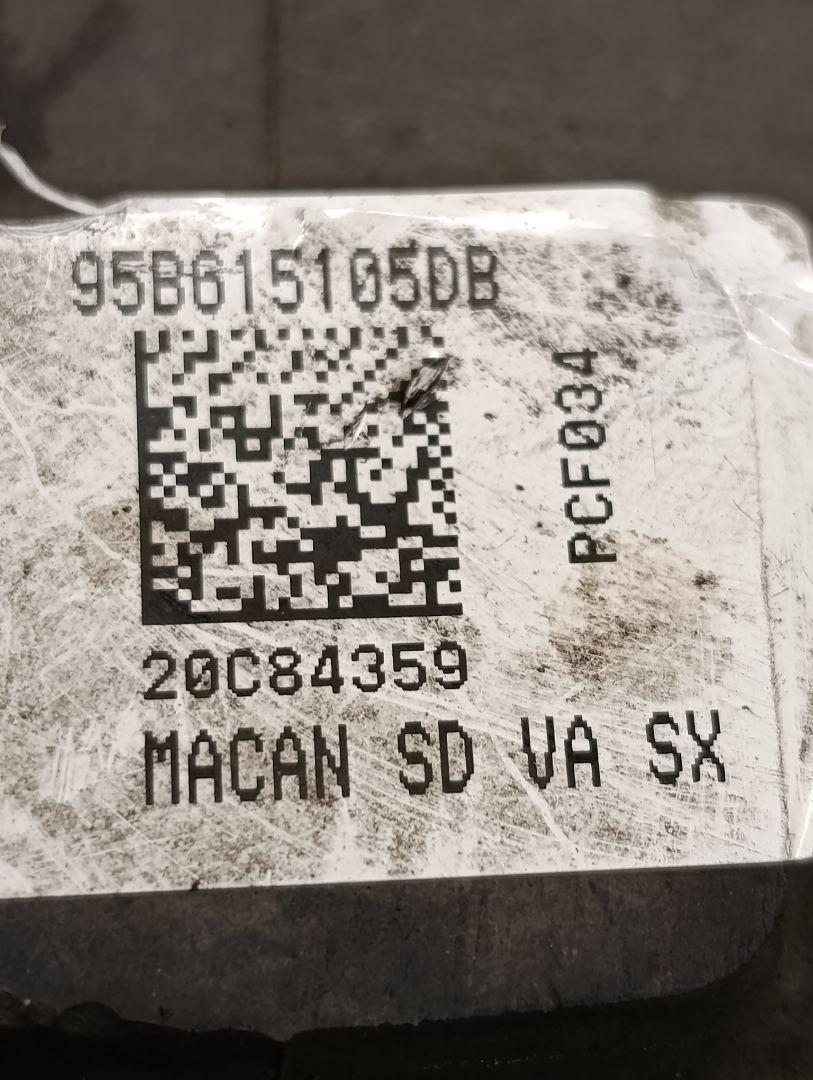 95B615105DB
PCF034
20C84359
MACAN SD VA SX